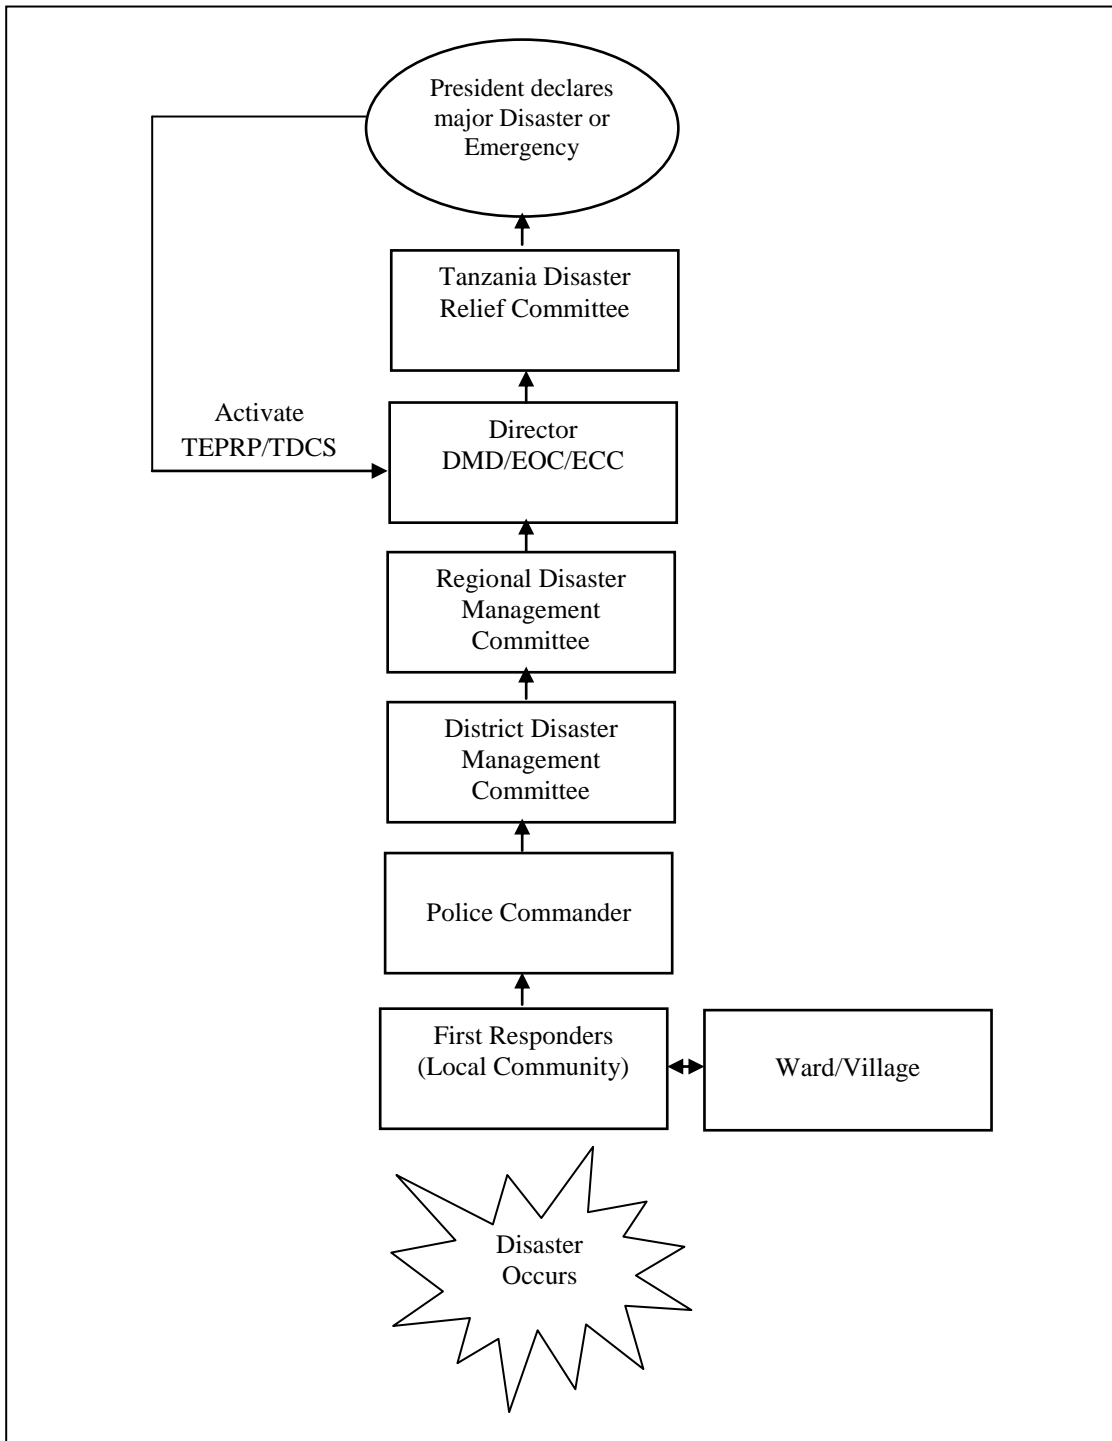 President declares
major Disaster or
Emergency
Tanzania Disaster
Relief Committee
Activate
TEPRP/TDCS
Director
DMD/EOC/ECC
Regional Disaster
Management
Committee
District Disaster
Management
Committee
Police Commander
First Responders
(Local Community)
Ward/Village
Disaster
Occurs